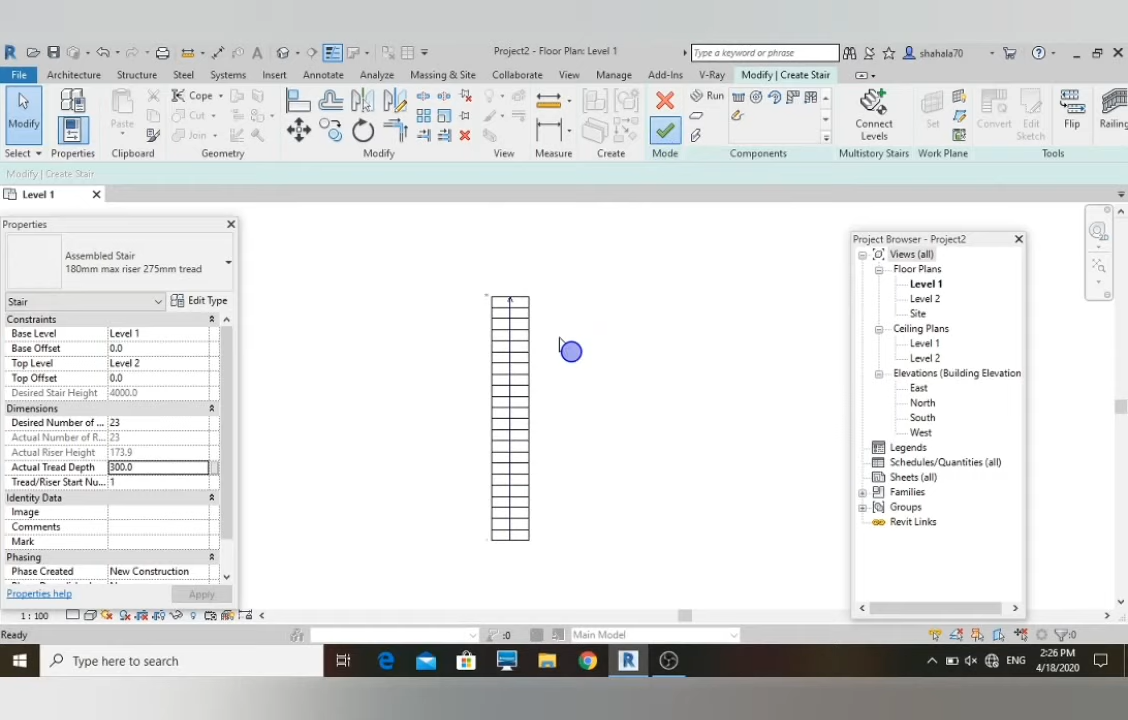 Project2 - Floor Plan: Level 1
Type a keyword or phrase
shahala70
File
Architecture
Structure
Steel
Systems
Insert
Annotate
Analyze
Massing & Site
Collaborate
View
Manage
Add-Ins
V-Ray
Modify | Create Stair
Modify
Properties
Paste
Cope
Cut
Join
Run
Connect
Levels
Set
Convert
Edit
Sketch
Flip
Railing
Select
Properties
Clipboard
Geometry
Modify
View
Measure
Create
Mode
Components
Multistory Stairs
Work Plane
Tools
Modify | Create Stair
Level 1
Properties
Assembled Stair
180mm max riser 275mm tread
Stair
Edit Type
Constraints
Base Level Level 1
Base Offset 0.0
Top Level Level 2
Top Offset 0.0
Desired Stair Height 4000.0
Dimensions
Desired Number of ... 23
Actual Number of R... 23
Actual Riser Height 173.9
Actual Tread Depth 300.0
Tread/Riser Start Nu... 1
Identity Data
Image
Comments
Mark
Phasing
Phase Created New Construction
Properties help
Apply
Project Browser - Project2
Views (all)
Floor Plans
Level 1
Level 2
Site
Ceiling Plans
Level 1
Level 2
Elevations (Building Elevation
East
North
South
West
Legends
Schedules/Quantities (all)
Sheets (all)
Families
Groups
Revit Links
1 : 100
Ready
:0
Main Model
:0
Type here to search
ENG
2:26 PM
4/18/2020